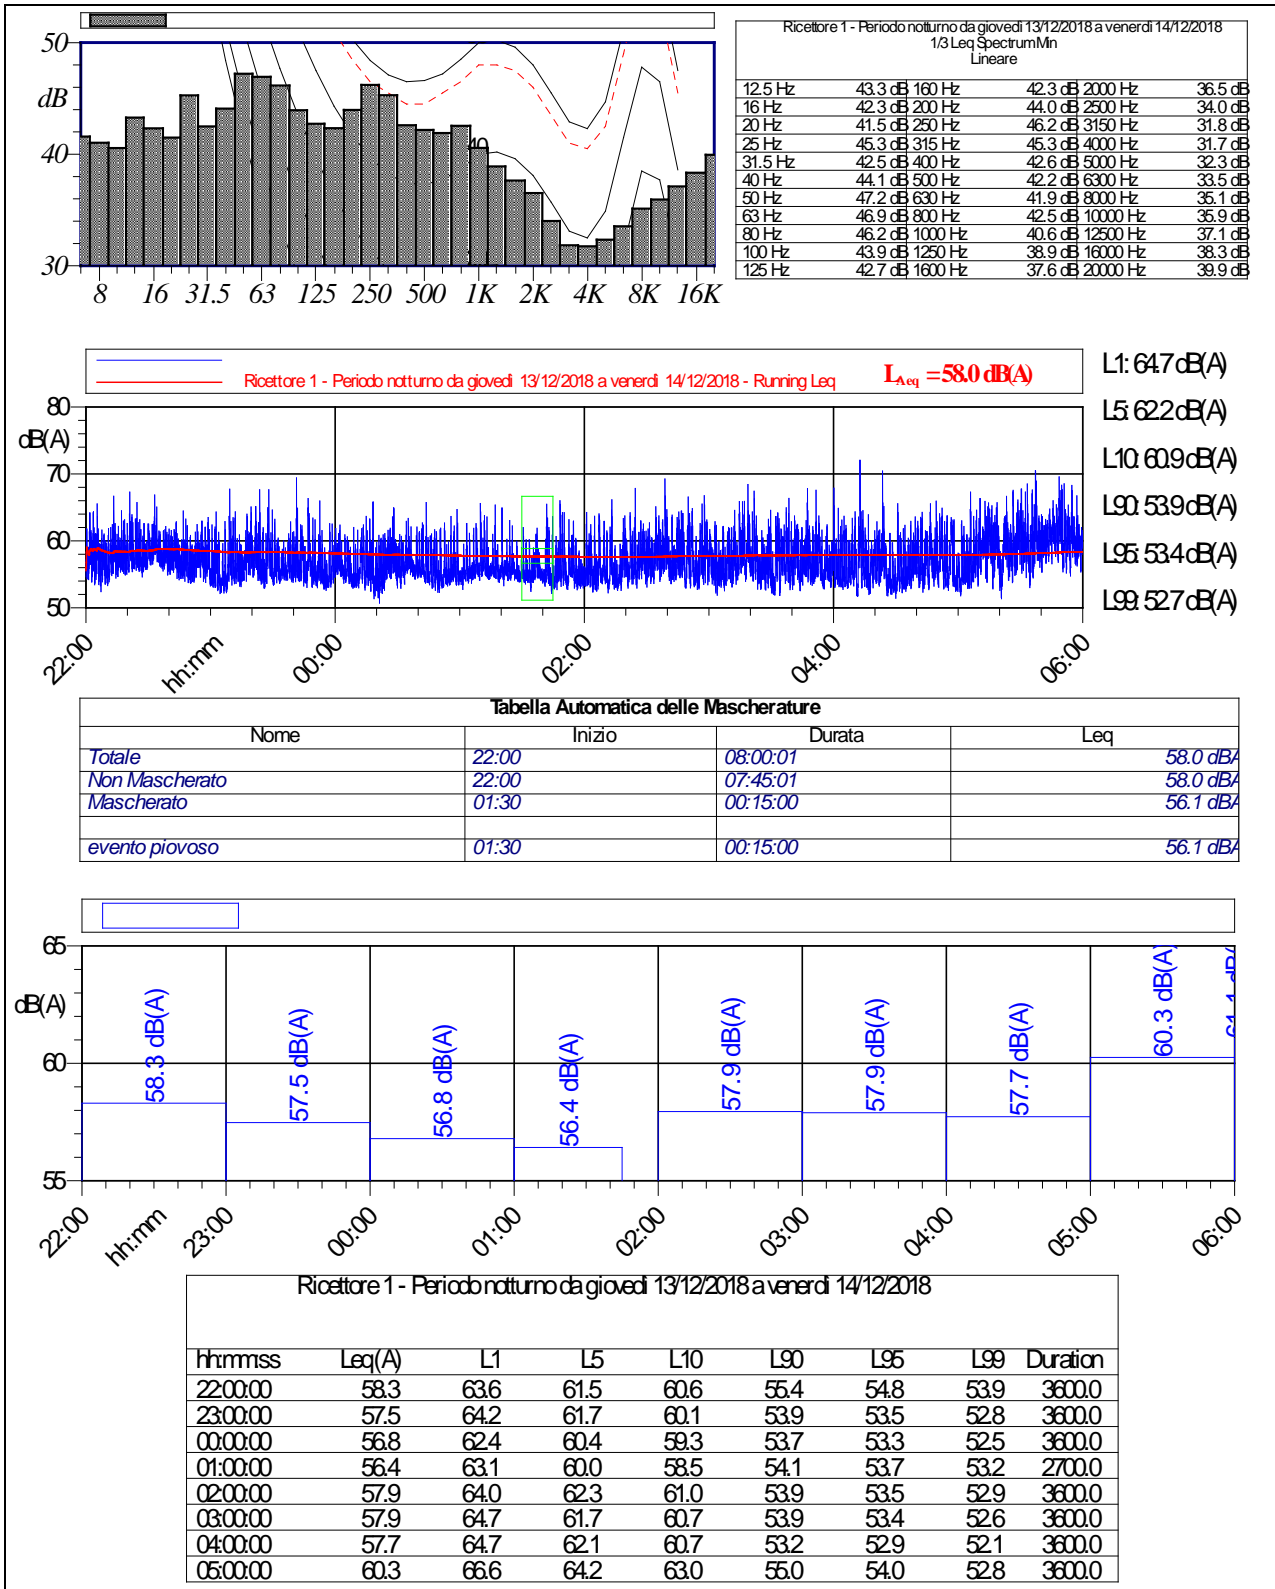 50
dB
40
30
40
8 16 31.5 63 125 250 500 1K 2K 4K 8K 16K
Ricettore 1 - Periodo notturno da giovedì 13/12/2018 a venerdì 14/12/2018
1/3 Leq Spectrum Min
Lineare
12.5 Hz 43.3 dB 160 Hz 42.3 dB 2000 Hz 36.5 dB
16 Hz 42.3 dB 200 Hz 44.0 dB 2500 Hz 34.0 dB
20 Hz 41.5 dB 250 Hz 46.2 dB 3150 Hz 31.8 dB
25 Hz 45.3 dB 315 Hz 45.3 dB 4000 Hz 31.7 dB
31.5 Hz 42.5 dB 400 Hz 42.6 dB 5000 Hz 32.3 dB
40 Hz 44.1 dB 500 Hz 42.2 dB 6300 Hz 33.5 dB
50 Hz 47.2 dB 630 Hz 41.9 dB 8000 Hz 35.1 dB
63 Hz 46.9 dB 800 Hz 42.5 dB 10000 Hz 35.9 dB
80 Hz 46.2 dB 1000 Hz 40.6 dB 12500 Hz 37.1 dB
100 Hz 43.9 dB 1250 Hz 38.9 dB 16000 Hz 38.3 dB
125 Hz 42.7 dB 1600 Hz 37.6 dB 20000 Hz 39.9 dB
Ricettore 1 - Periodo notturno da giovedì 13/12/2018 a venerdì 14/12/2018 - Running Leq
LAeq = 58.0 dB(A)
80
dB(A)
70
60
50
22:00 hh:mm 00:00 02:00 04:00 06:00
L1: 64.7 dB(A)
L5: 62.2 dB(A)
L10: 60.9 dB(A)
L90: 53.9 dB(A)
L95: 53.4 dB(A)
L99: 52.7 dB(A)
Tabella Automatica delle Mascherature
Nome Inizio Durata Leq
Totale 22:00 08:00:01 58.0 dBA
Non Mascherato 22:00 07:45:01 58.0 dBA
Mascherato 01:30 00:15:00 56.1 dBA
evento piovoso 01:30 00:15:00 56.1 dBA
65
dB(A)
60
55
58.3 dB(A) 57.5 dB(A) 56.8 dB(A) 56.4 dB(A) 57.9 dB(A) 57.9 dB(A) 57.7 dB(A) 60.3 dB(A)
22:00 hh:mm 23:00 00:00 01:00 02:00 03:00 04:00 05:00 06:00
Ricettore 1 - Periodo notturno da giovedì 13/12/2018 a venerdì 14/12/2018
hh:mm:ss Leq(A) L1 L5 L10 L90 L95 L99 Duration
22:00:00 58.3 63.6 61.5 60.6 55.4 54.8 53.9 3600.0
23:00:00 57.5 64.2 61.7 60.1 53.9 53.5 52.8 3600.0
00:00:00 56.8 62.4 60.4 59.3 53.7 53.3 52.5 3600.0
01:00:00 56.4 63.1 60.0 58.5 54.1 53.7 53.2 2700.0
02:00:00 57.9 64.0 62.3 61.0 53.9 53.5 52.9 3600.0
03:00:00 57.9 64.7 61.7 60.7 53.9 53.4 52.6 3600.0
04:00:00 57.7 64.7 62.1 60.7 53.2 52.9 52.1 3600.0
05:00:00 60.3 66.6 64.2 63.0 55.0 54.0 52.8 3600.0